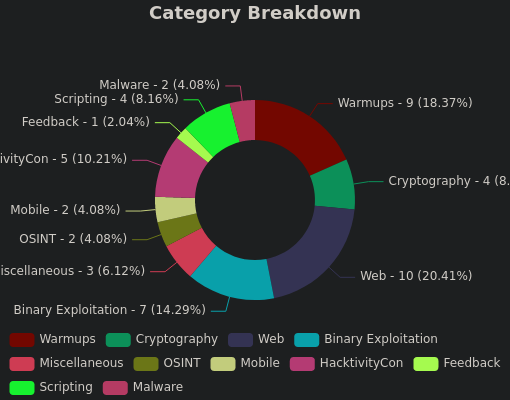 Category Breakdown
Malware - 2 (4.08%)
Scripting - 4 (8.16%)
Warmups - 9 (18.37%)
Feedback - 1 (2.04%)
ivityCon - 5 (10.21%)
Cryptography - 4 (8.
Mobile - 2 (4.08%)
OSINT - 2 (4.08%)
iscellaneous - 3 (6.12%)
Web - 10 (20.41%)
Binary Exploitation - 7 (14.29%)
Warmups Cryptography Web Binary Exploitation
Miscellaneous OSINT Mobile HacktivityCon Feedback
Scripting Malware